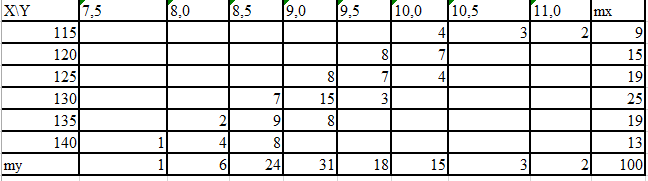 X\Y 7,5 8,0 8,5 9,0 9,5 10,0 10,5 11,0 mx
115 4 3 2 9
120 8 7 15
125 8 7 4 19
130 7 15 3 25
135 2 9 8 19
140 1 4 8 13
my 1 6 24 31 18 15 3 2 100